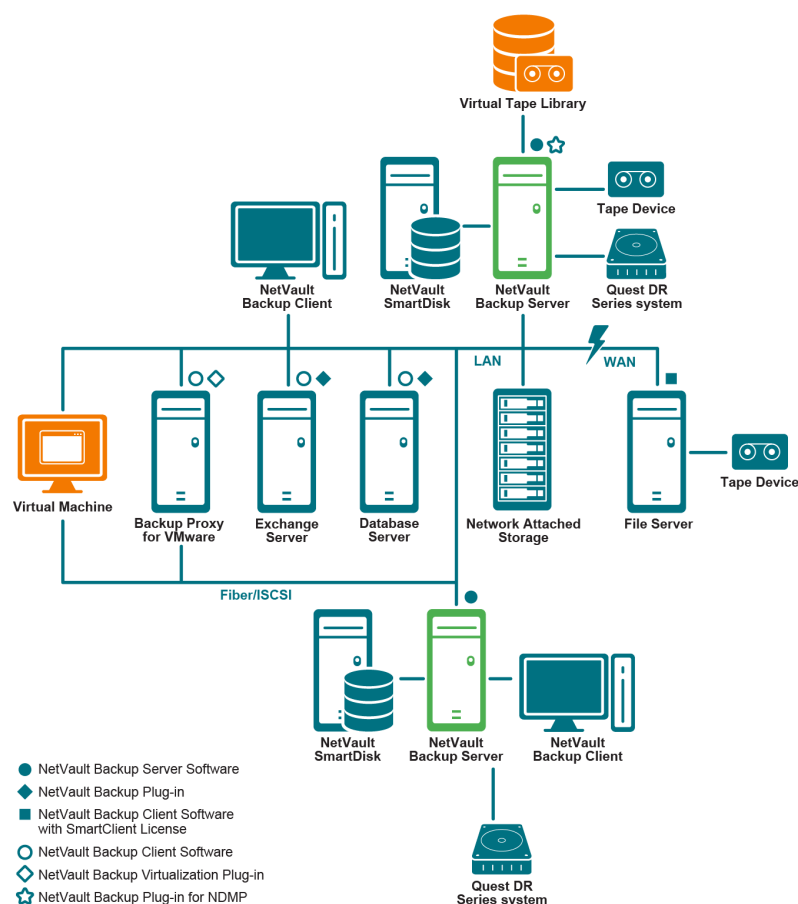 Virtual Tape Library
Tape Device
NetVault
Backup Client
NetVault
SmartDisk
NetVault
Backup Server
Quest DR
Series system
LAN
WAN
Virtual Machine
Backup Proxy
for VMware
Exchange
Server
Database
Server
Network Attached
Storage
File Server
Tape Device
Fiber/ISCSI
NetVault
SmartDisk
NetVault
Backup Server
NetVault
Backup Client
NetVault Backup Server Software
NetVault Backup Plug-in
NetVault Backup Client Software
with SmartClient License
NetVault Backup Client Software
NetVault Backup Virtualization Plug-in
NetVault Backup Plug-in for NDMP
Quest DR
Series system